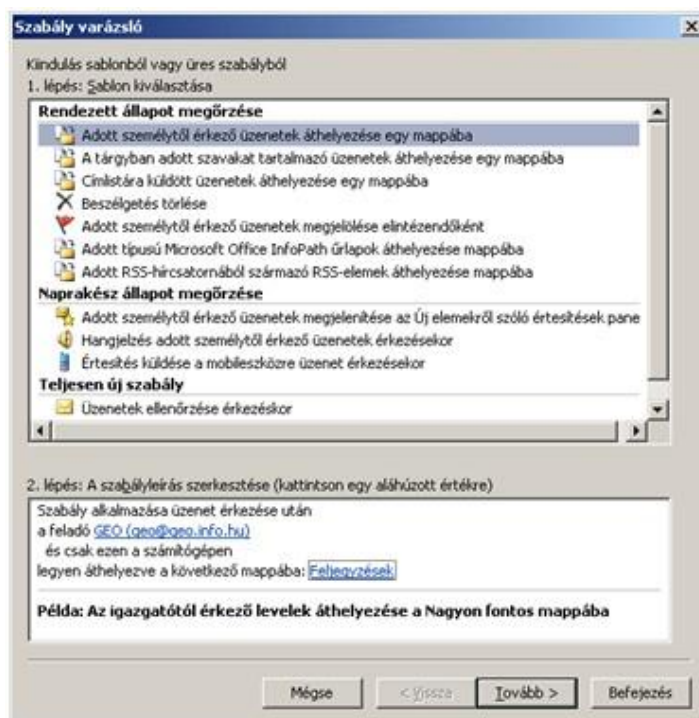 Szabály varázsló
Kiindulás sablonból vagy üres szabályból
1. lépés: Sablon kiválasztása
Rendezett állapot megőrzése
Adott személytől érkező üzenetek áthelyezése egy mappába
A tárgyban adott szavakat tartalmazó üzenetek áthelyezése egy mappába
Címlistára küldött üzenetek áthelyezése egy mappába
Beszélgetés törlése
Adott személytől érkező üzenetek megjelölése elintézendőként
Adott típusú Microsoft Office InfoPath űrlapok áthelyezése mappába
Adott RSS-hírcsatornából származó RSS-elemek áthelyezése mappába
Naprakész állapot megőrzése
Adott személytől érkező üzenetek megjelenítése az Új elemekről szóló értesítések pane
Hangjelzés adott személytől érkező üzenetek érkezésekor
Értesítés küldése a mobileszközre üzenet érkezésekor
Teljesen új szabály
Üzenetek ellenőrzése érkezéskor
2. lépés: A szabályleírás szerkesztése (kattintson egy aláhúzott értékre)
Szabály alkalmazása üzenet érkezése után
a feladó GEO (geo@geo.info.hu)
és csak ezen a számítógépen
legyen áthelyezve a következő mappába: Feljegyzések
Példa: Az igazgatótól érkező levelek áthelyezése a Nagyon fontos mappába
Mégse
< Vissza
Tovább >
Befejezés